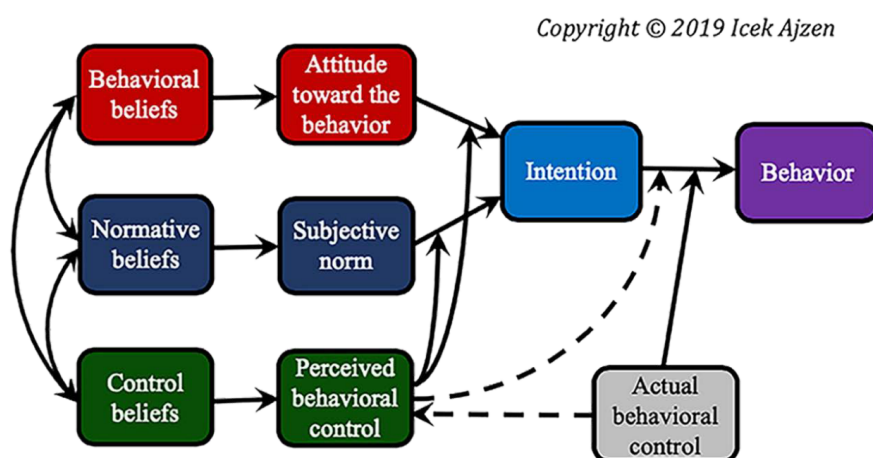 Copyright © 2019 Icek Ajzen
Behavioral
beliefs
Attitude
toward the
behavior
Intention
Behavior
Normative
beliefs
Subjective
norm
Control
beliefs
Perceived
behavioral
control
Actual
behavioral
control